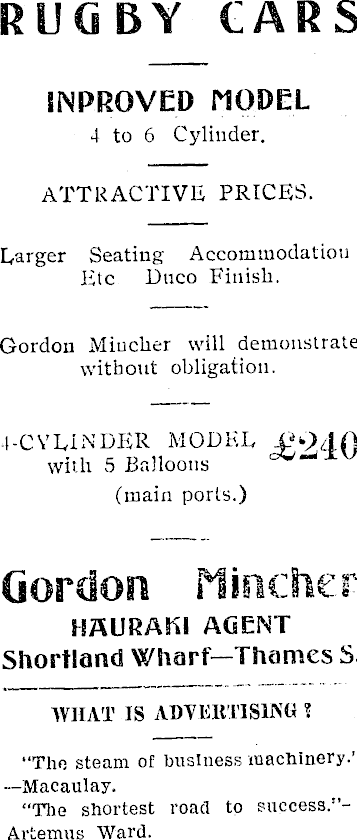 RUGBY CARS
INPROVED MODEL
4 to 6 Cylinder.
ATTRACTIVE PRICES.
Larger Seating Accommodation
Etc Duco Finish.
Gordon Mincher will demonstrate
without obligation.
4-CYLINDER MODEL £240
with 5 Balloons
(main ports.)
Gordon Mincher
HAURAKI AGENT
Shortland Wharf—Thames S.
WHAT IS ADVERTISING ?
"The steam of business machinery.'
—Macaulay.
"The shortest road to success."-
Artemus Ward.